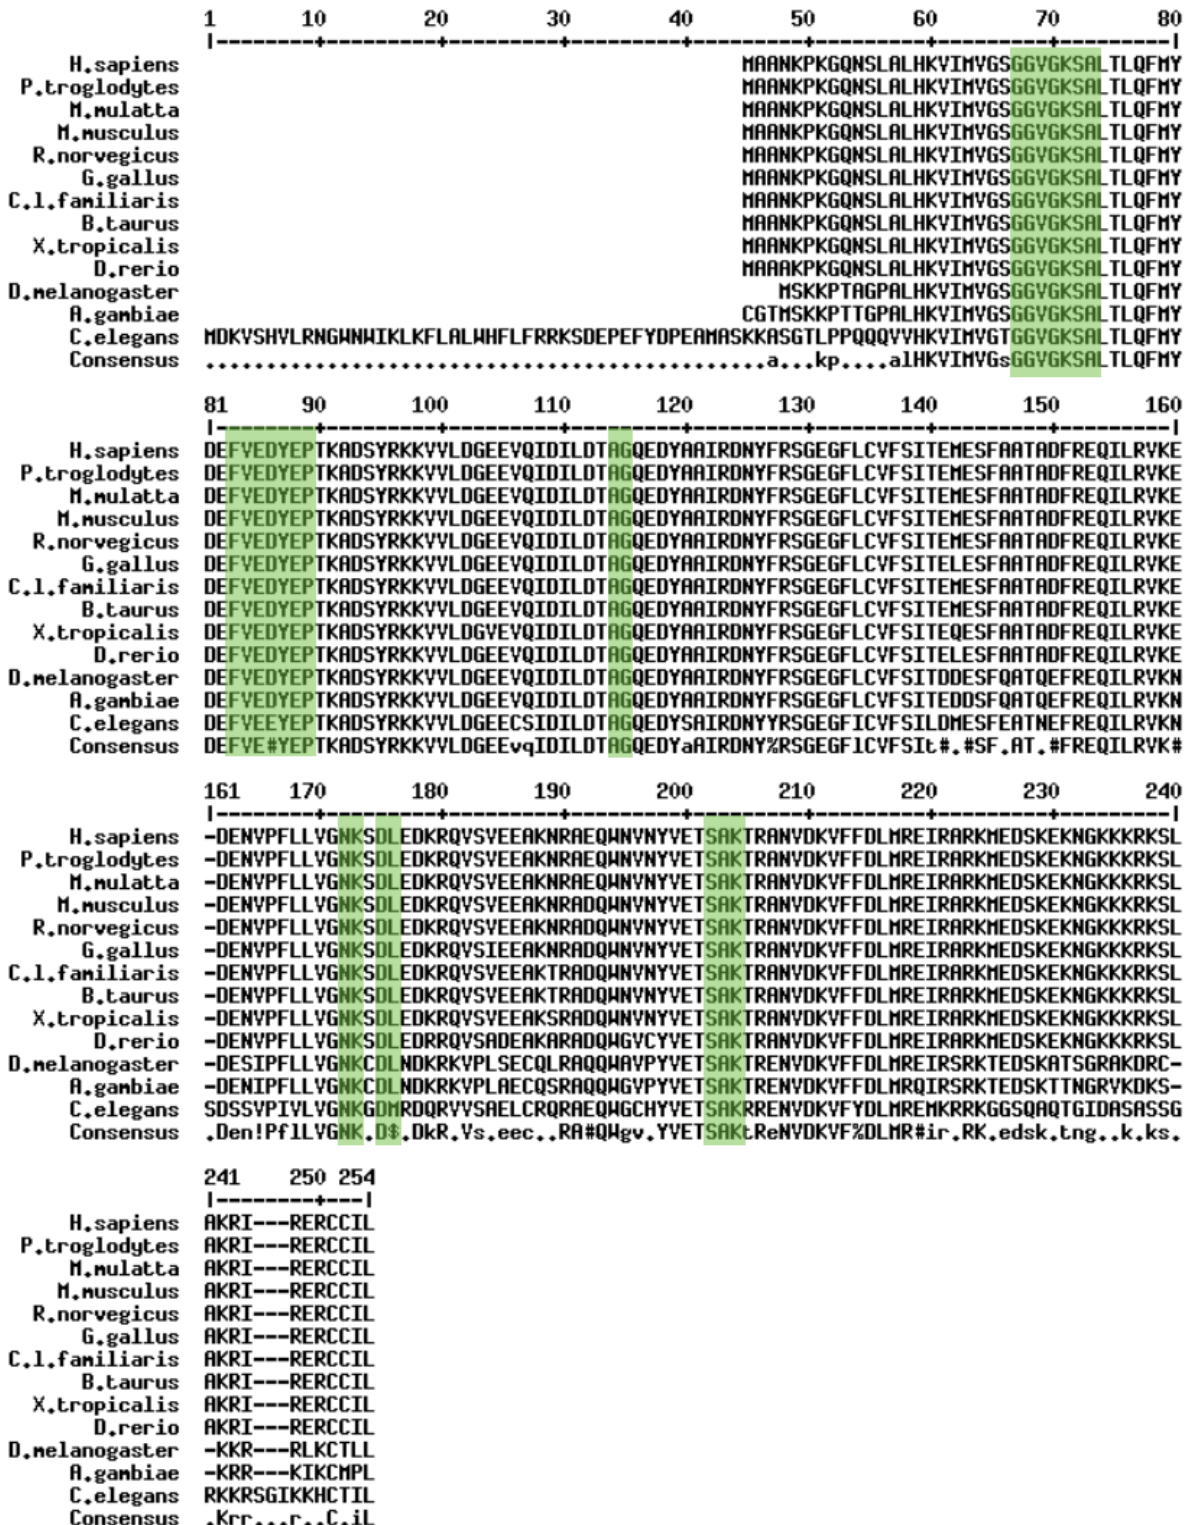 1 10 20 30 40 50 60 70 80
|--------+---------+---------+---------+---------+---------+---------+---------|
H.sapiens MAANKPKGQNSLALHKVIMVGSGGVGKSALTLQFMY
P.troglodytes MAANKPKGQNSLALHKVIMVGSGGVGKSALTLQFMY
M.mulatta MAANKPKGQNSLALHKVIMVGSGGVGKSALTLQFMY
M.musculus MAANKPKGQNSLALHKVIMVGSGGVGKSALTLQFMY
R.norvegicus MAANKPKGQNSLALHKVIMVGSGGVGKSALTLQFMY
G.gallus MAANKPKGQNSLALHKVIMVGSGGVGKSALTLQFMY
C.l.familiaris MAANKPKGQNSLALHKVIMVGSGGVGKSALTLQFMY
B.taurus MAANKPKGQNSLALHKVIMVGSGGVGKSALTLQFMY
X.tropicalis MAANKPKGQNSLALHKVIMVGSGGVGKSALTLQFMY
D.rerio MAAAKPKGQNSLALHKVIMVGSGGVGKSALTLQFMY
D.melanogaster MSKKPTAGPALHKVIMVGSGGVGKSALTLQFMY
A.gambiae CGTMSKKPTTGPALHKVIMVGSGGVGKSALTLQFMY
C.elegans MDKVSHVLRNGWNWIKLKFLALWHFLFRRKSDEPEFYDPEAMASKKASGTLPPQQQVVHKVIMVGTGGVGKSALTLQFMY
Consensus ..............................................a...kp....alHKVIMVGsGGVGKSALTLQFMY
81 90 100 110 120 130 140 150 160
|--------+---------+---------+---------+---------+---------+---------+---------|
H.sapiens DEFVEDYEPTKADSYRKKVVLDGEEVQIDILDTAGQEDYAAIRDNYFRSGEGFLCVFSITEMESFAATADFREQILRVKE
P.troglodytes DEFVEDYEPTKADSYRKKVVLDGEEVQIDILDTAGQEDYAAIRDNYFRSGEGFLCVFSITEMESFAATADFREQILRVKE
M.mulatta DEFVEDYEPTKADSYRKKVVLDGEEVQIDILDTAGQEDYAAIRDNYFRSGEGFLCVFSITEMESFAATADFREQILRVKE
M.musculus DEFVEDYEPTKADSYRKKVVLDGEEVQIDILDTAGQEDYAAIRDNYFRSGEGFLCVFSITEMESFAATADFREQILRVKE
R.norvegicus DEFVEDYEPTKADSYRKKVVLDGEEVQIDILDTAGQEDYAAIRDNYFRSGEGFLCVFSITEMESFAATADFREQILRVKE
G.gallus DEFVEDYEPTKADSYRKKVVLDGEEVQIDILDTAGQEDYAAIRDNYFRSGEGFLCVFSITELESFAATADFREQILRVKE
C.l.familiaris DEFVEDYEPTKADSYRKKVVLDGEEVQIDILDTAGQEDYAAIRDNYFRSGEGFLCVFSITEMESFAATADFREQILRVKE
B.taurus DEFVEDYEPTKADSYRKKVVLDGEEVQIDILDTAGQEDYAAIRDNYFRSGEGFLCVFSITEMESFAATADFREQILRVKE
X.tropicalis DEFVEDYEPTKADSYRKKVVLDGVEVQIDILDTAGQEDYAAIRDNYFRSGEGFLCVFSITEQESFAATADFREQILRVKE
D.rerio DEFVEDYEPTKADSYRKKVVLDGEEVQIDILDTAGQEDYAAIRDNYFRSGEGFLCVFSITELESFAATADFREQILRVKE
D.melanogaster DEFVEDYEPTKADSYRKKVVLDGEEVQIDILDTAGQEDYAAIRDNYFRSGEGFLCVFSITDDESFQATQEFREQILRVKN
A.gambiae DEFVEDYEPTKADSYRKKVVLDGEEVQIDILDTAGQEDYAAIRDNYFRSGEGFLCVFSITEDDSFQATQEFREQILRVKN
C.elegans DEFVEEYEPTKADSYRKKVVLDGEECSIDILDTAGQEDYSAIRDNYYRSGEGFICVFSILDMESFEATNEFREQILRVKN
Consensus DEFVE#YEPTKADSYRKKVVLDGEEvqIDILDTAGQEDYaAIRDNY%RSGEGFlCVFSIt#.#SF.AT.#FREQILRVK#
161 170 180 190 200 210 220 230 240
|--------+---------+---------+---------+---------+---------+---------+---------|
H.sapiens -DENVPFLLVGNKSDLEDKRQVSVEEAKNRAEQWNVNYVETSAKTRANVDKVFFDLMREIRARKMEDSKEKNGKKKRKSL
P.troglodytes -DENVPFLLVGNKSDLEDKRQVSVEEAKNRAEQWNVNYVETSAKTRANVDKVFFDLMREIRARKMEDSKEKNGKKKRKSL
M.mulatta -DENVPFLLVGNKSDLEDKRQVSVEEAKNRAEQWNVNYVETSAKTRANVDKVFFDLMREIRARKMEDSKEKNGKKKRKSL
M.musculus -DENVPFLLVGNKSDLEDKRQVSVEEAKNRADQWNVNYVETSAKTRANVDKVFFDLMREIRARKMEDSKEKNGKKKRKSL
R.norvegicus -DENVPFLLVGNKSDLEDKRQVSVEEAKNRADQWNVNYVETSAKTRANVDKVFFDLMREIRARKMEDSKEKNGKKKRKSL
G.gallus -DENVPFLLVGNKSDLEDKRQVSIEEAKNRADQWNVNYVETSAKTRANVDKVFFDLMREIRARKMEDSKEKNGKKKRKSL
C.l.familiaris -DENVPFLLVGNKSDLEDKRQVSVEEAKTRADQWNVNYVETSAKTRANVDKVFFDLMREIRARKMEDSKEKNGKKKRKSL
B.taurus -DENVPFLLVGNKSDLEDKRQVSVEEAKTRADQWNVNYVETSAKTRANVDKVFFDLMREIRARKMEDSKEKNGKKKRKSL
X.tropicalis -DENVPFLLVGNKSDLEDKRQVSVEEAKSRADQWNVNYVETSAKTRANVDKVFFDLMREIRARKMEDSKEKNGKKKRKSL
D.rerio -DENVPFLLVGNKSDLEDRRQVSADEAKARADQWGVCYVETSAKTRANVDKVFFDLMREIRARKMEDSKEKNGKKKRKSL
D.melanogaster -DESIPFLLVGNKCDLNDKRKVPLSECQLRAQQWAVPYVETSAKTRENVDKVFFDLMREIRSRKTEDSKATSGRAKDRC-
A.gambiae -DENIPFLLVGNKCDLNDKRKVPLAECQSRAQQWGVPYVETSAKTRENVDKVFFDLMRQIRSRKTEDSKTTNGRVKDKS-
C.elegans SDSSVPIVLVGNKGDMRDQRVVSAELCRQRAEQWGCHYVETSAKRRENVDKVFYDLMREMKRRKGGSQAQTGIDASASSG
Consensus .Den!PflLVGNK.D$.DkR.Vs.eec..RA#QWgv.YVETSAKtReNVDKVF%DLMR#ir.RK.edsk.tng..k.ks.
241 250 254
|--------+---|
H.sapiens AKRI---RERCCIL
P.troglodytes AKRI---RERCCIL
M.mulatta AKRI---RERCCIL
M.musculus AKRI---RERCCIL
R.norvegicus AKRI---RERCCIL
G.gallus AKRI---RERCCIL
C.l.familiaris AKRI---RERCCIL
B.taurus AKRI---RERCCIL
X.tropicalis AKRI---RERCCIL
D.rerio AKRI---RERCCIL
D.melanogaster -KKR---RLKCTLL
A.gambiae -KRR---KIKCMPL
C.elegans RKKRSGIKKHCTIL
Consensus .Krr...r..C.iL